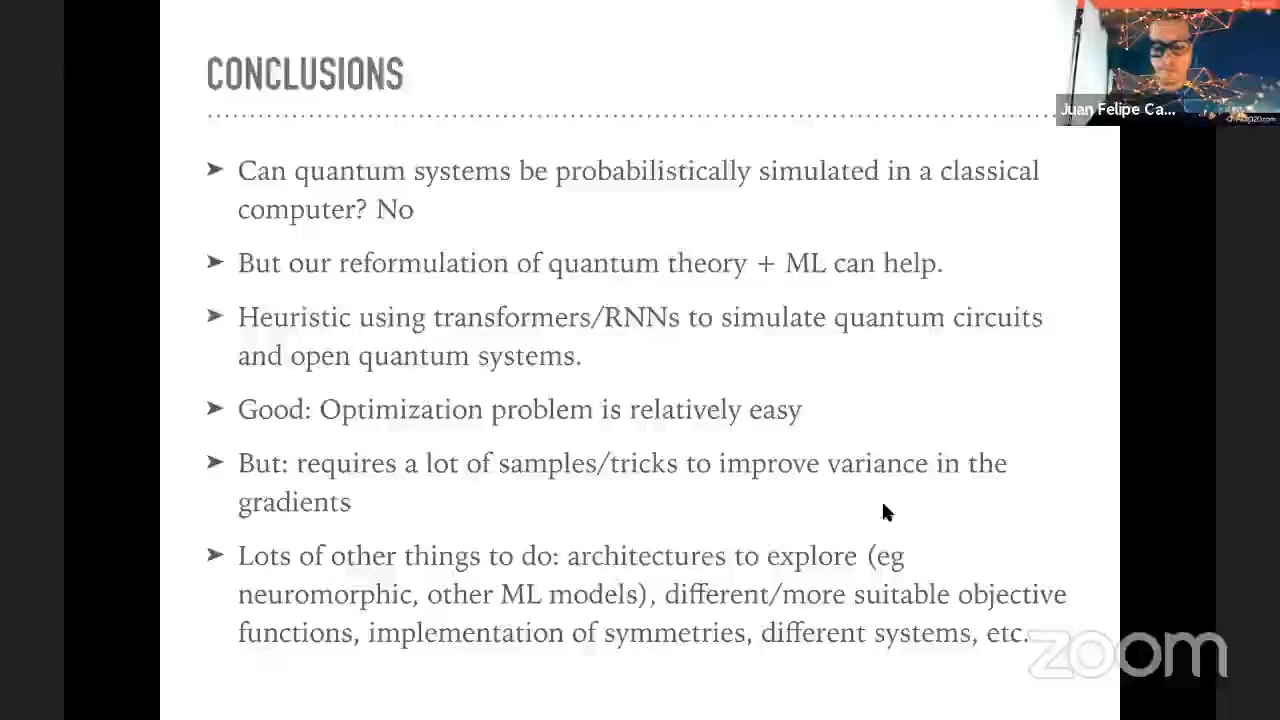 CONCLUSIONS
Juan Felipe Ca...
➤ Can quantum systems be probabilistically simulated in a classical
computer? No
➤ But our reformulation of quantum theory + ML can help.
➤ Heuristic using transformers/RNNs to simulate quantum circuits
and open quantum systems.
➤ Good: Optimization problem is relatively easy
➤ But: requires a lot of samples/tricks to improve variance in the
gradients
➤ Lots of other things to do: architectures to explore (eg
neuromorphic, other ML models), different/more suitable objective
functions, implementation of symmetries, different systems, etc.
zoom